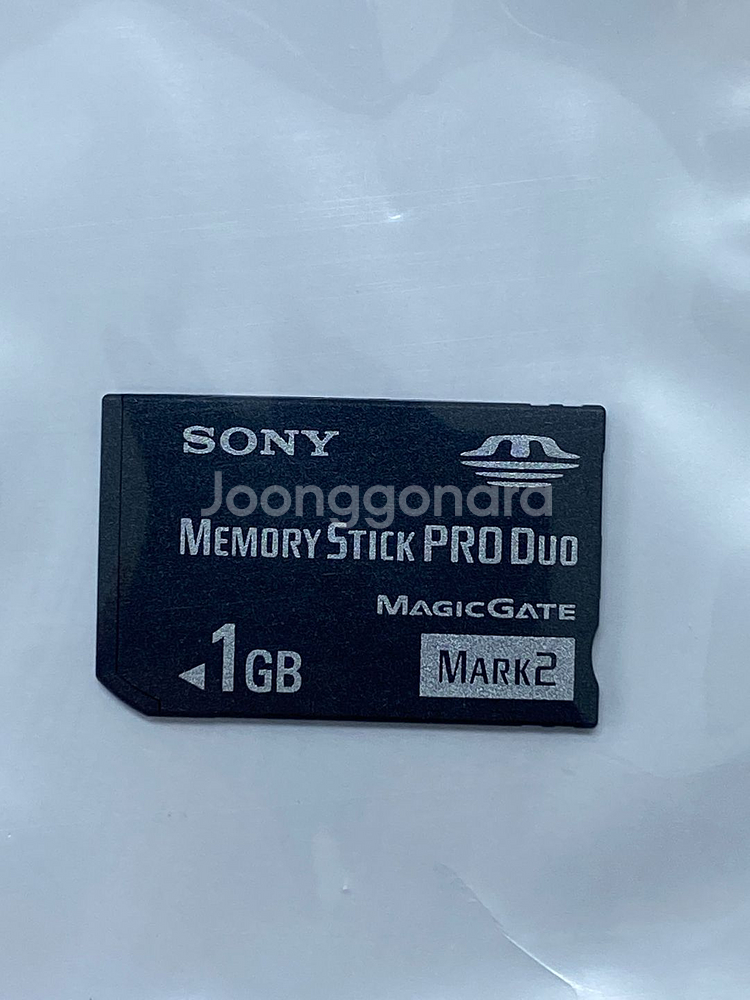 SONY
Joonggonara
MEMORY STICK PRO DUO
MAGICGATE
1GB
MARK2